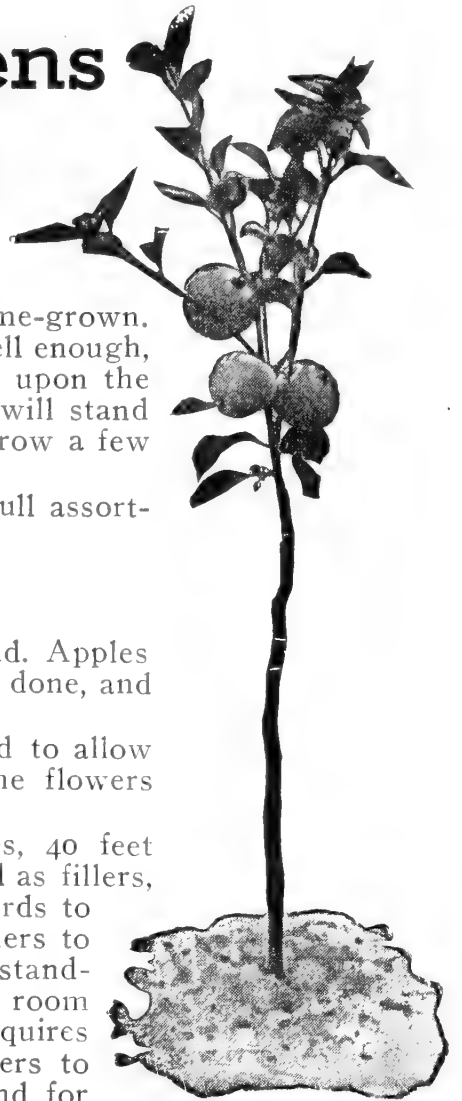 ens
me-grown.
ell enough,
upon the
will stand
row a few
ull assort-
d. Apples
done, and
d to allow
ne flowers
s, 40 feet
l as fillers,
rds to
ers to
stand-
room
quires
ers to
nd for